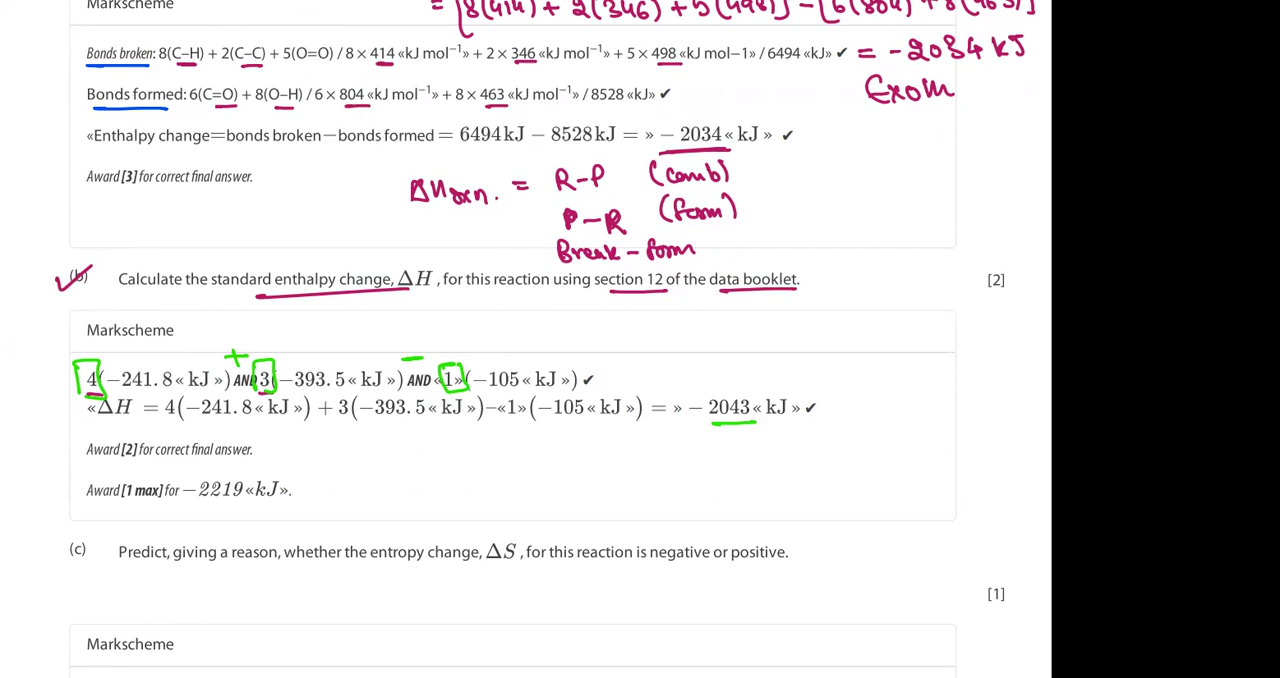 Markscheme
= [8(414) + 2(346) + 5(498)] - [6(804) + 8(463)]
Bonds broken: 8(C–H) + 2(C–C) + 5(O=O) / 8 × 414 «kJ mol⁻¹» + 2 × 346 «kJ mol⁻¹» + 5 × 498 «kJ mol–1» / 6494 «kJ» ✔ = -2034 kJ
Bonds formed: 6(C=O) + 8(O–H) / 6 × 804 «kJ mol⁻¹» + 8 × 463 «kJ mol⁻¹» / 8528 «kJ» ✔ Exom
«Enthalpy change=bonds broken−bonds formed = 6494 kJ − 8528 kJ = » − 2034 « kJ » ✔
Award [3] for correct final answer.
ΔHrxn. = R-P (comb)
P-R (form)
Break - form
(b) Calculate the standard enthalpy change, ΔH, for this reaction using section 12 of the data booklet. [2]
Markscheme
+ −
4(−241.8 « kJ ») AND 3(−393.5 « kJ ») AND «1» (−105 « kJ ») ✔
«ΔH = 4(−241.8« kJ ») + 3(−393.5 « kJ »)−«1» (−105 « kJ ») = » − 2043 « kJ » ✔
Award [2] for correct final answer.
Award [1 max] for −2219 «kJ».
(c) Predict, giving a reason, whether the entropy change, ΔS, for this reaction is negative or positive.
[1]
Markscheme